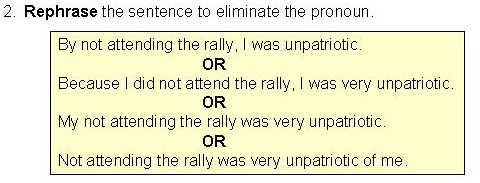 2. Rephrase the sentence to eliminate the pronoun.
By not attending the rally, I was unpatriotic.
OR
Because I did not attend the rally, I was very unpatriotic.
OR
My not attending the rally was very unpatriotic.
OR
Not attending the rally was very unpatriotic of me.